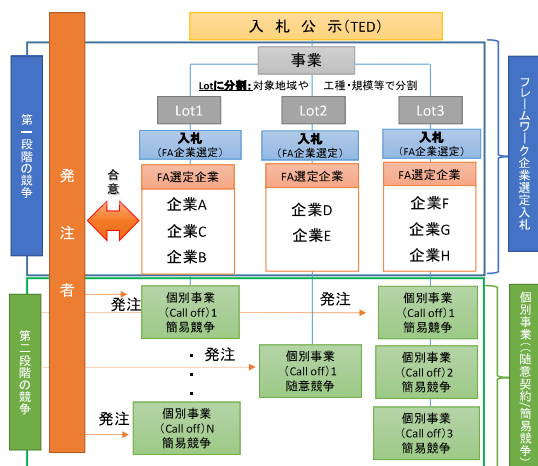 入札公示（TED）
事業
Lotに分割：対象地域や　工種・規模等で分割
Lot1
Lot2
Lot3
入札
（FA企業選定）
入札
（FA企業選定）
入札
（FA企業選定）
FA選定企業
FA選定企業
FA選定企業
企業A
企業C
企業B
企業D
企業E
企業F
企業G
企業H
第一段階の競争
発注者
合意
フレームワーク企業選定入札
第二段階の競争
発注
個別事業
（Call off）1
簡易競争
発注
個別事業
（Call off）1
簡易競争
・
・
・
発注
個別事業
（Call off）1
随意競争
個別事業
（Call off）2
簡易競争
発注
個別事業
（Call off）N
簡易競争
個別事業
（Call off）3
簡易競争
個別事業（（随意契約/簡易競争）